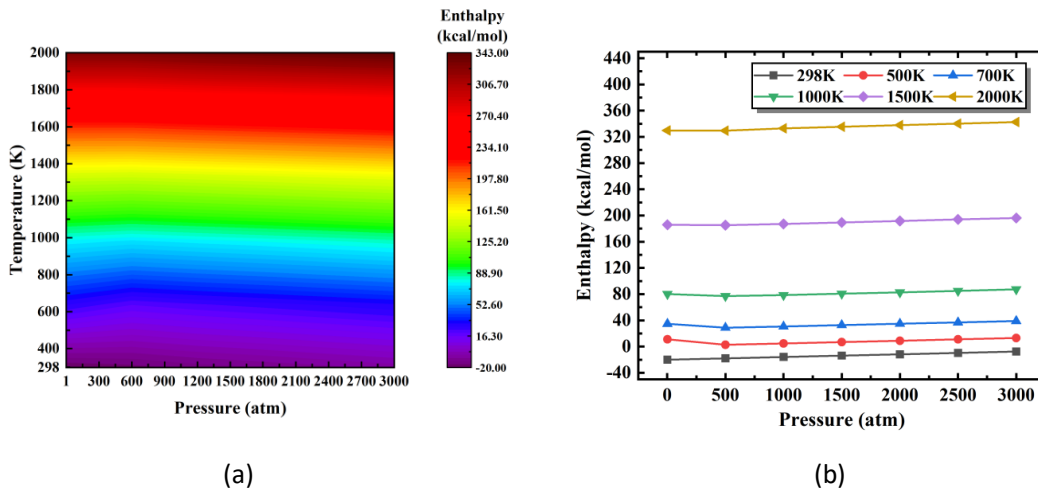 Enthalpy
(kcal/mol)
2000
1800
1600
1400
1200
1000
800
600
400
298
Temperature (K)
1 300 600 900 1200 1500 1800 2100 2400 2700 3000
Pressure (atm)
343.00
306.70
270.40
234.10
197.80
161.50
125.20
88.90
52.60
16.30
-20.00
(a)
440
400
360
320
280
240
200
160
120
80
40
0
-40
Enthalpy (kcal/mol)
298K 500K 700K
1000K 1500K 2000K
0 500 1000 1500 2000 2500 3000
Pressure (atm)
(b)